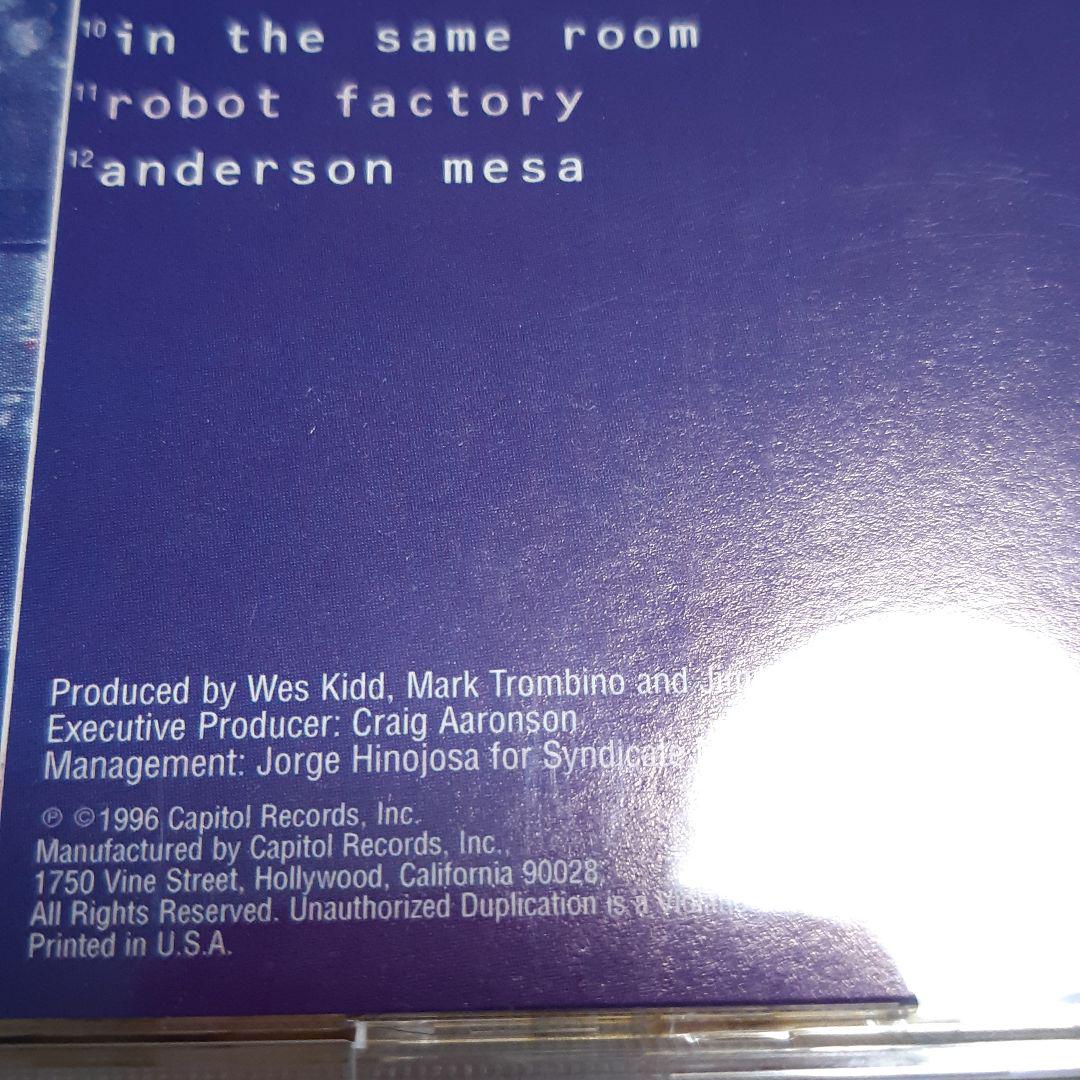 10 in the same room
11 robot factory
12 anderson mesa
Produced by Wes Kidd, Mark Trombino and
Executive Producer: Craig Aaronson
Management: Jorge Hinojosa for Syndicate
℗ ©1996 Capitol Records, Inc.
Manufactured by Capitol Records, Inc.,
1750 Vine Street, Hollywood, California 90028,
All Rights Reserved. Unauthorized Duplication is a
Printed in U.S.A.